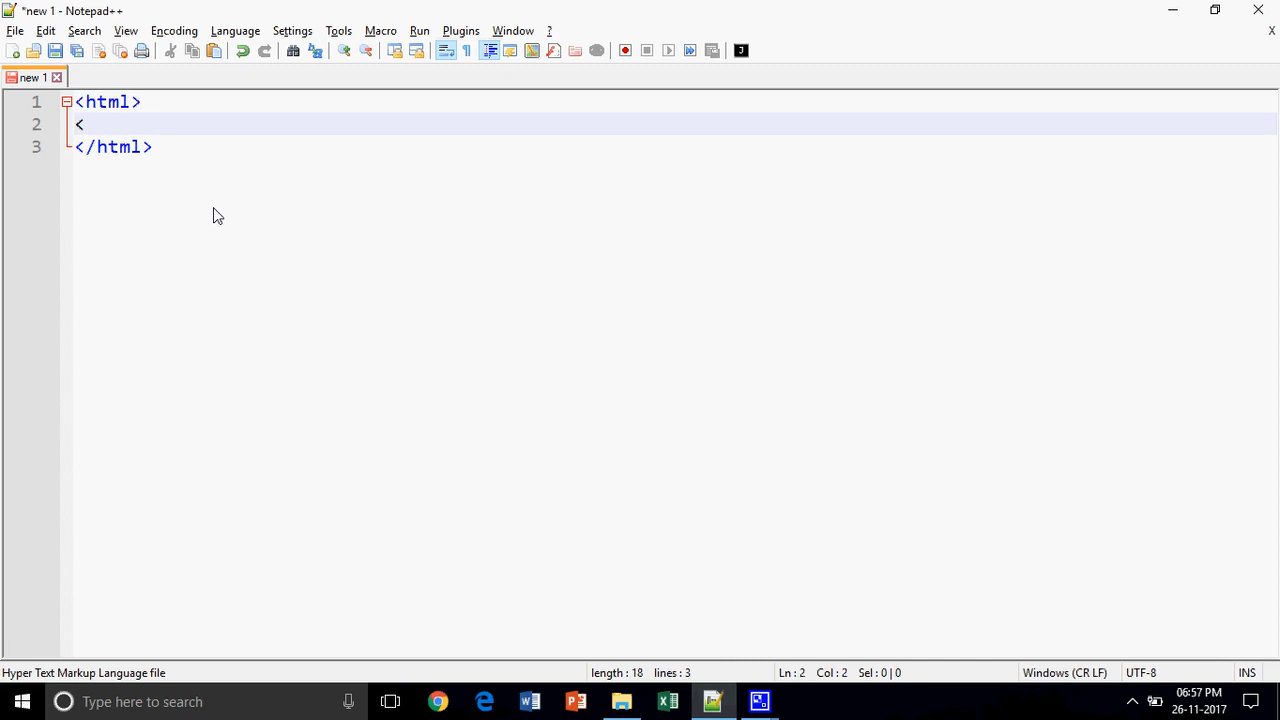 *new 1 - Notepad++
File Edit Search View Encoding Language Settings Tools Macro Run Plugins Window ? X
new 1
1 <html>
2 <
3 </html>
Hyper Text Markup Language file length : 18 lines : 3 Ln : 2 Col : 2 Sel : 0 | 0 Windows (CR LF) UTF-8 INS
Type here to search
06:57 PM
26-11-2017